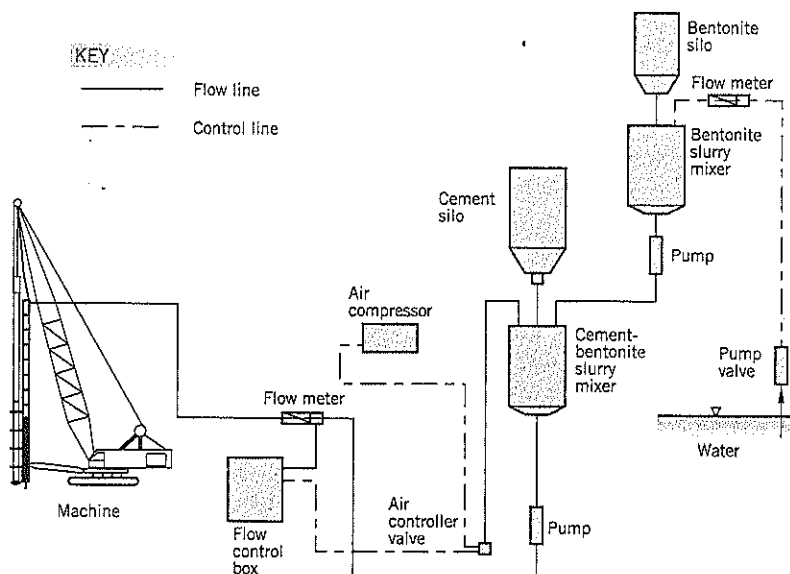 KEY
Flow line
Control line
Bentonite
silo
Flow meter
Bentonite
slurry
mixer
Cement
silo
Pump
Air
compressor
Cement-
bentonite
slurry
mixer
Pump
valve
Flow meter
Water
Machine
Flow
control
box
Air
controller
valve
Pump